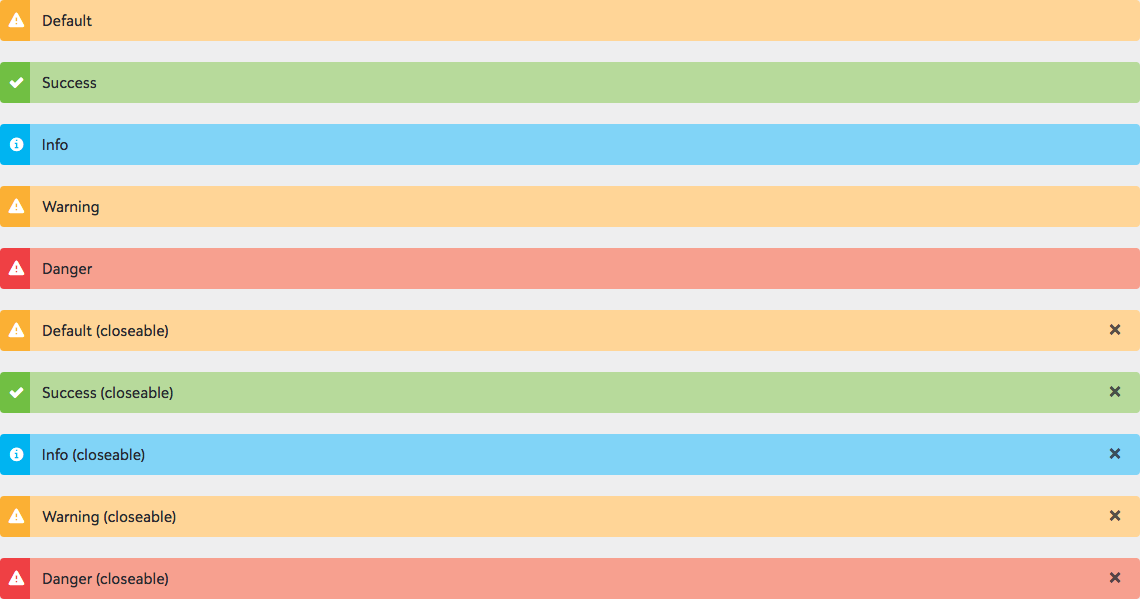 Default
Success
Info
Warning
Danger
Default (closeable)
Success (closeable)
Info (closeable)
Warning (closeable)
Danger (closeable)